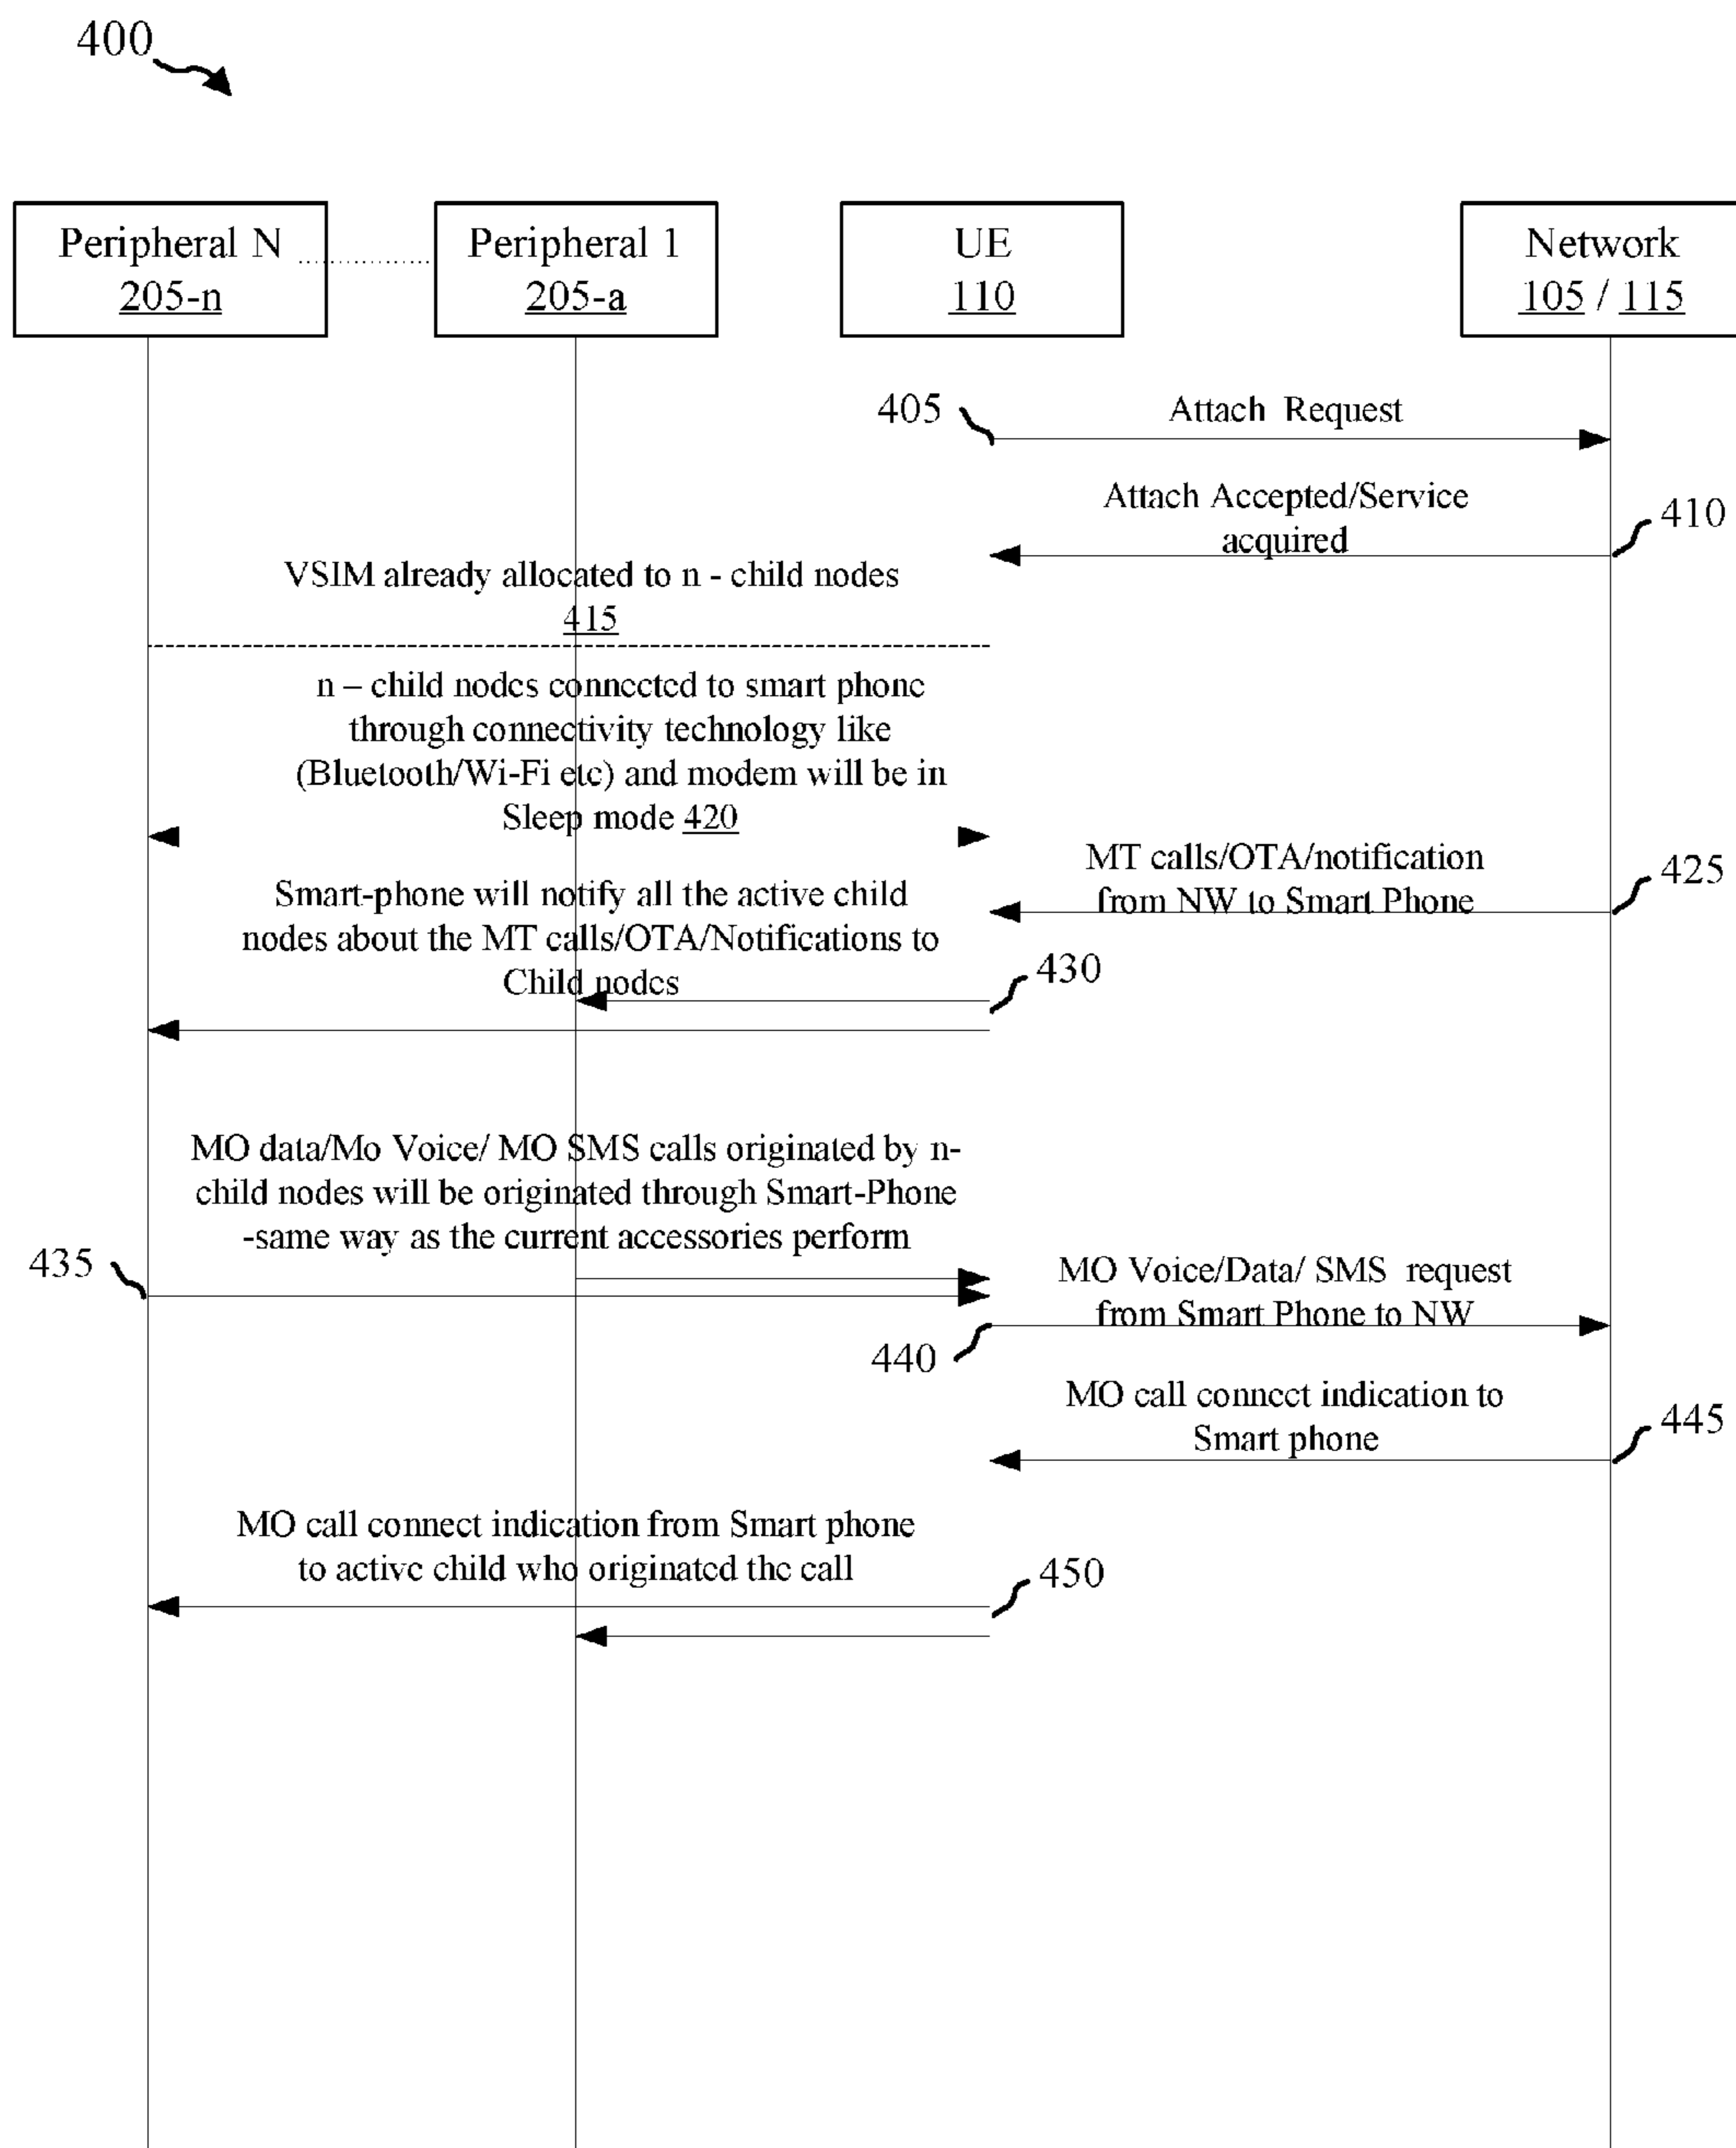 400
Peripheral N
205-n
Peripheral 1
205-a
UE
110
Network
105 / 115
405
Attach Request
Attach Accepted/Service
acquired
410
VSIM already allocated to n - child nodes
415
n – child nodes connected to smart phone
through connectivity technology like
(Bluetooth/Wi-Fi etc) and modem will be in
Sleep mode 420
MT calls/OTA/notification
from NW to Smart Phone
425
Smart-phone will notify all the active child
nodes about the MT calls/OTA/Notifications to
Child nodes
430
MO data/Mo Voice/ MO SMS calls originated by n-
child nodes will be originated through Smart-Phone
-same way as the current accessories perform
435
MO Voice/Data/ SMS request
from Smart Phone to NW
440
MO call connect indication to
Smart phone
445
MO call connect indication from Smart phone
to active child who originated the call
450